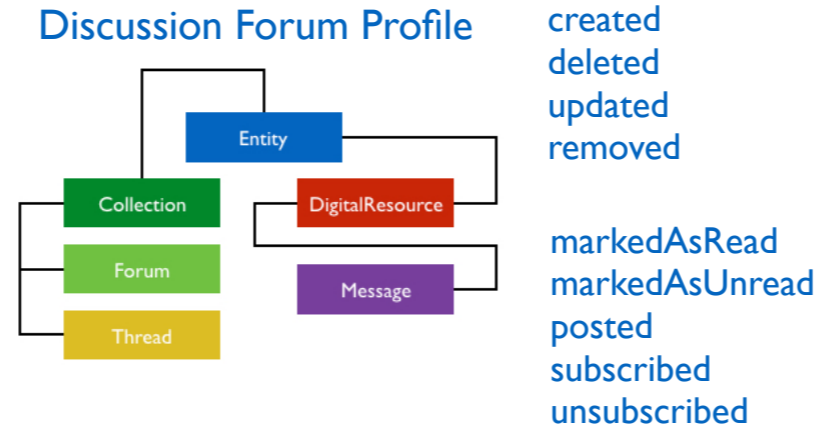 Discussion Forum Profile
Entity
Collection
DigitalResource
Forum
Message
Thread
created
deleted
updated
removed
markedAsRead
markedAsUnread
posted
subscribed
unsubscribed